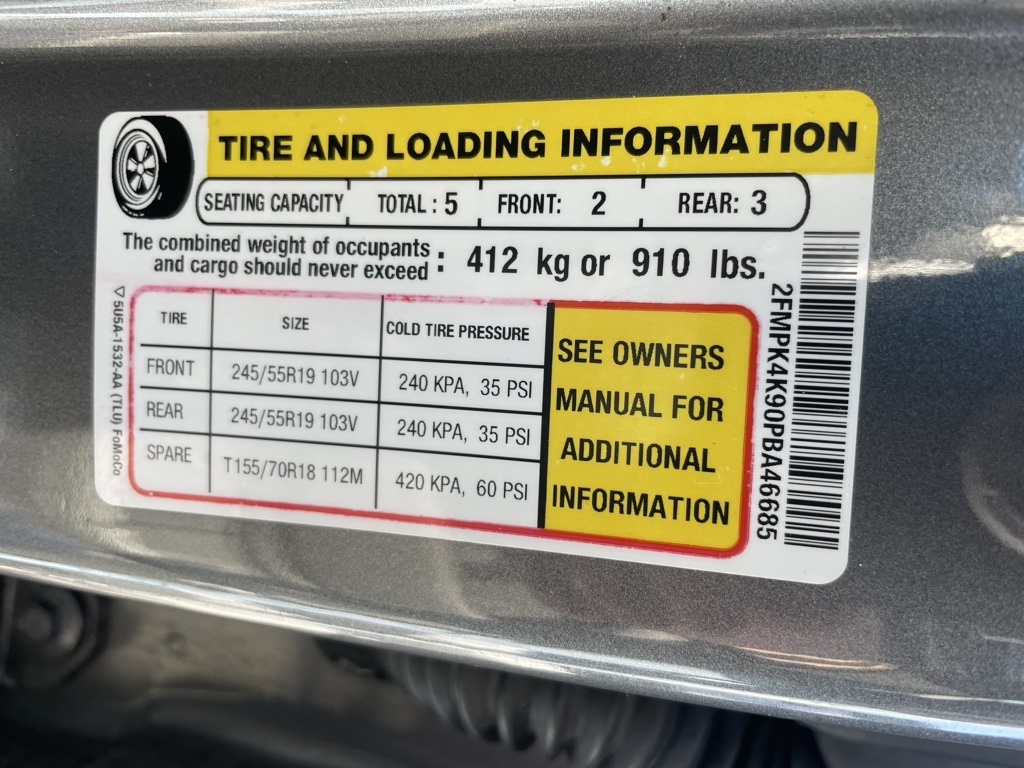 TIRE AND LOADING INFORMATION
SEATING CAPACITY TOTAL : 5 FRONT: 2 REAR: 3
The combined weight of occupants
and cargo should never exceed : 412 kg or 910 lbs.
TIRE SIZE COLD TIRE PRESSURE
FRONT 245/55R19 103V 240 KPA, 35 PSI
REAR 245/55R19 103V 240 KPA, 35 PSI
SPARE T155/70R18 112M 420 KPA, 60 PSI
SEE OWNERS
MANUAL FOR
ADDITIONAL
INFORMATION
5U5A-1532-AA (TLU) FoMoCo
2FMPK4K90PBA46685